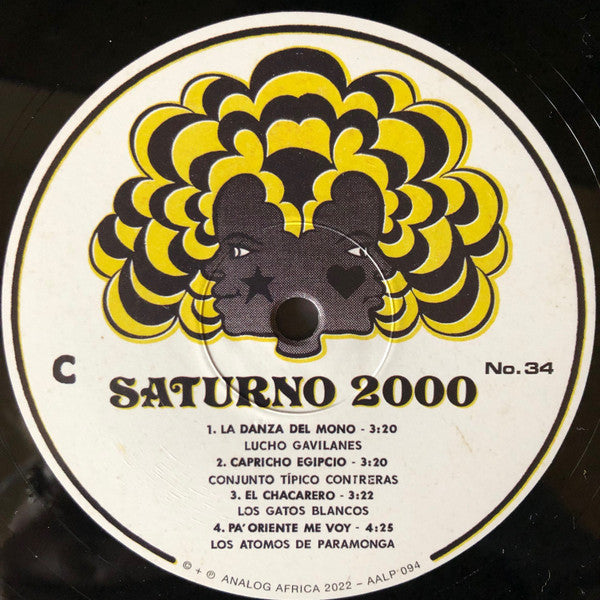 C
No. 34
SATURNO 2000
1. LA DANZA DEL MONO - 3:20
LUCHO GAVILANES
2. CAPRICHO EGIPCIO - 3:20
CONJUNTO TÍPICO CONTRERAS
3. EL CHACARERO - 3:22
LOS GATOS BLANCOS
4. PA' ORIENTE ME VOY - 4:25
LOS ATOMOS DE PARAMONGA
© + ℗ ANALOG AFRICA 2022 - AALP 094